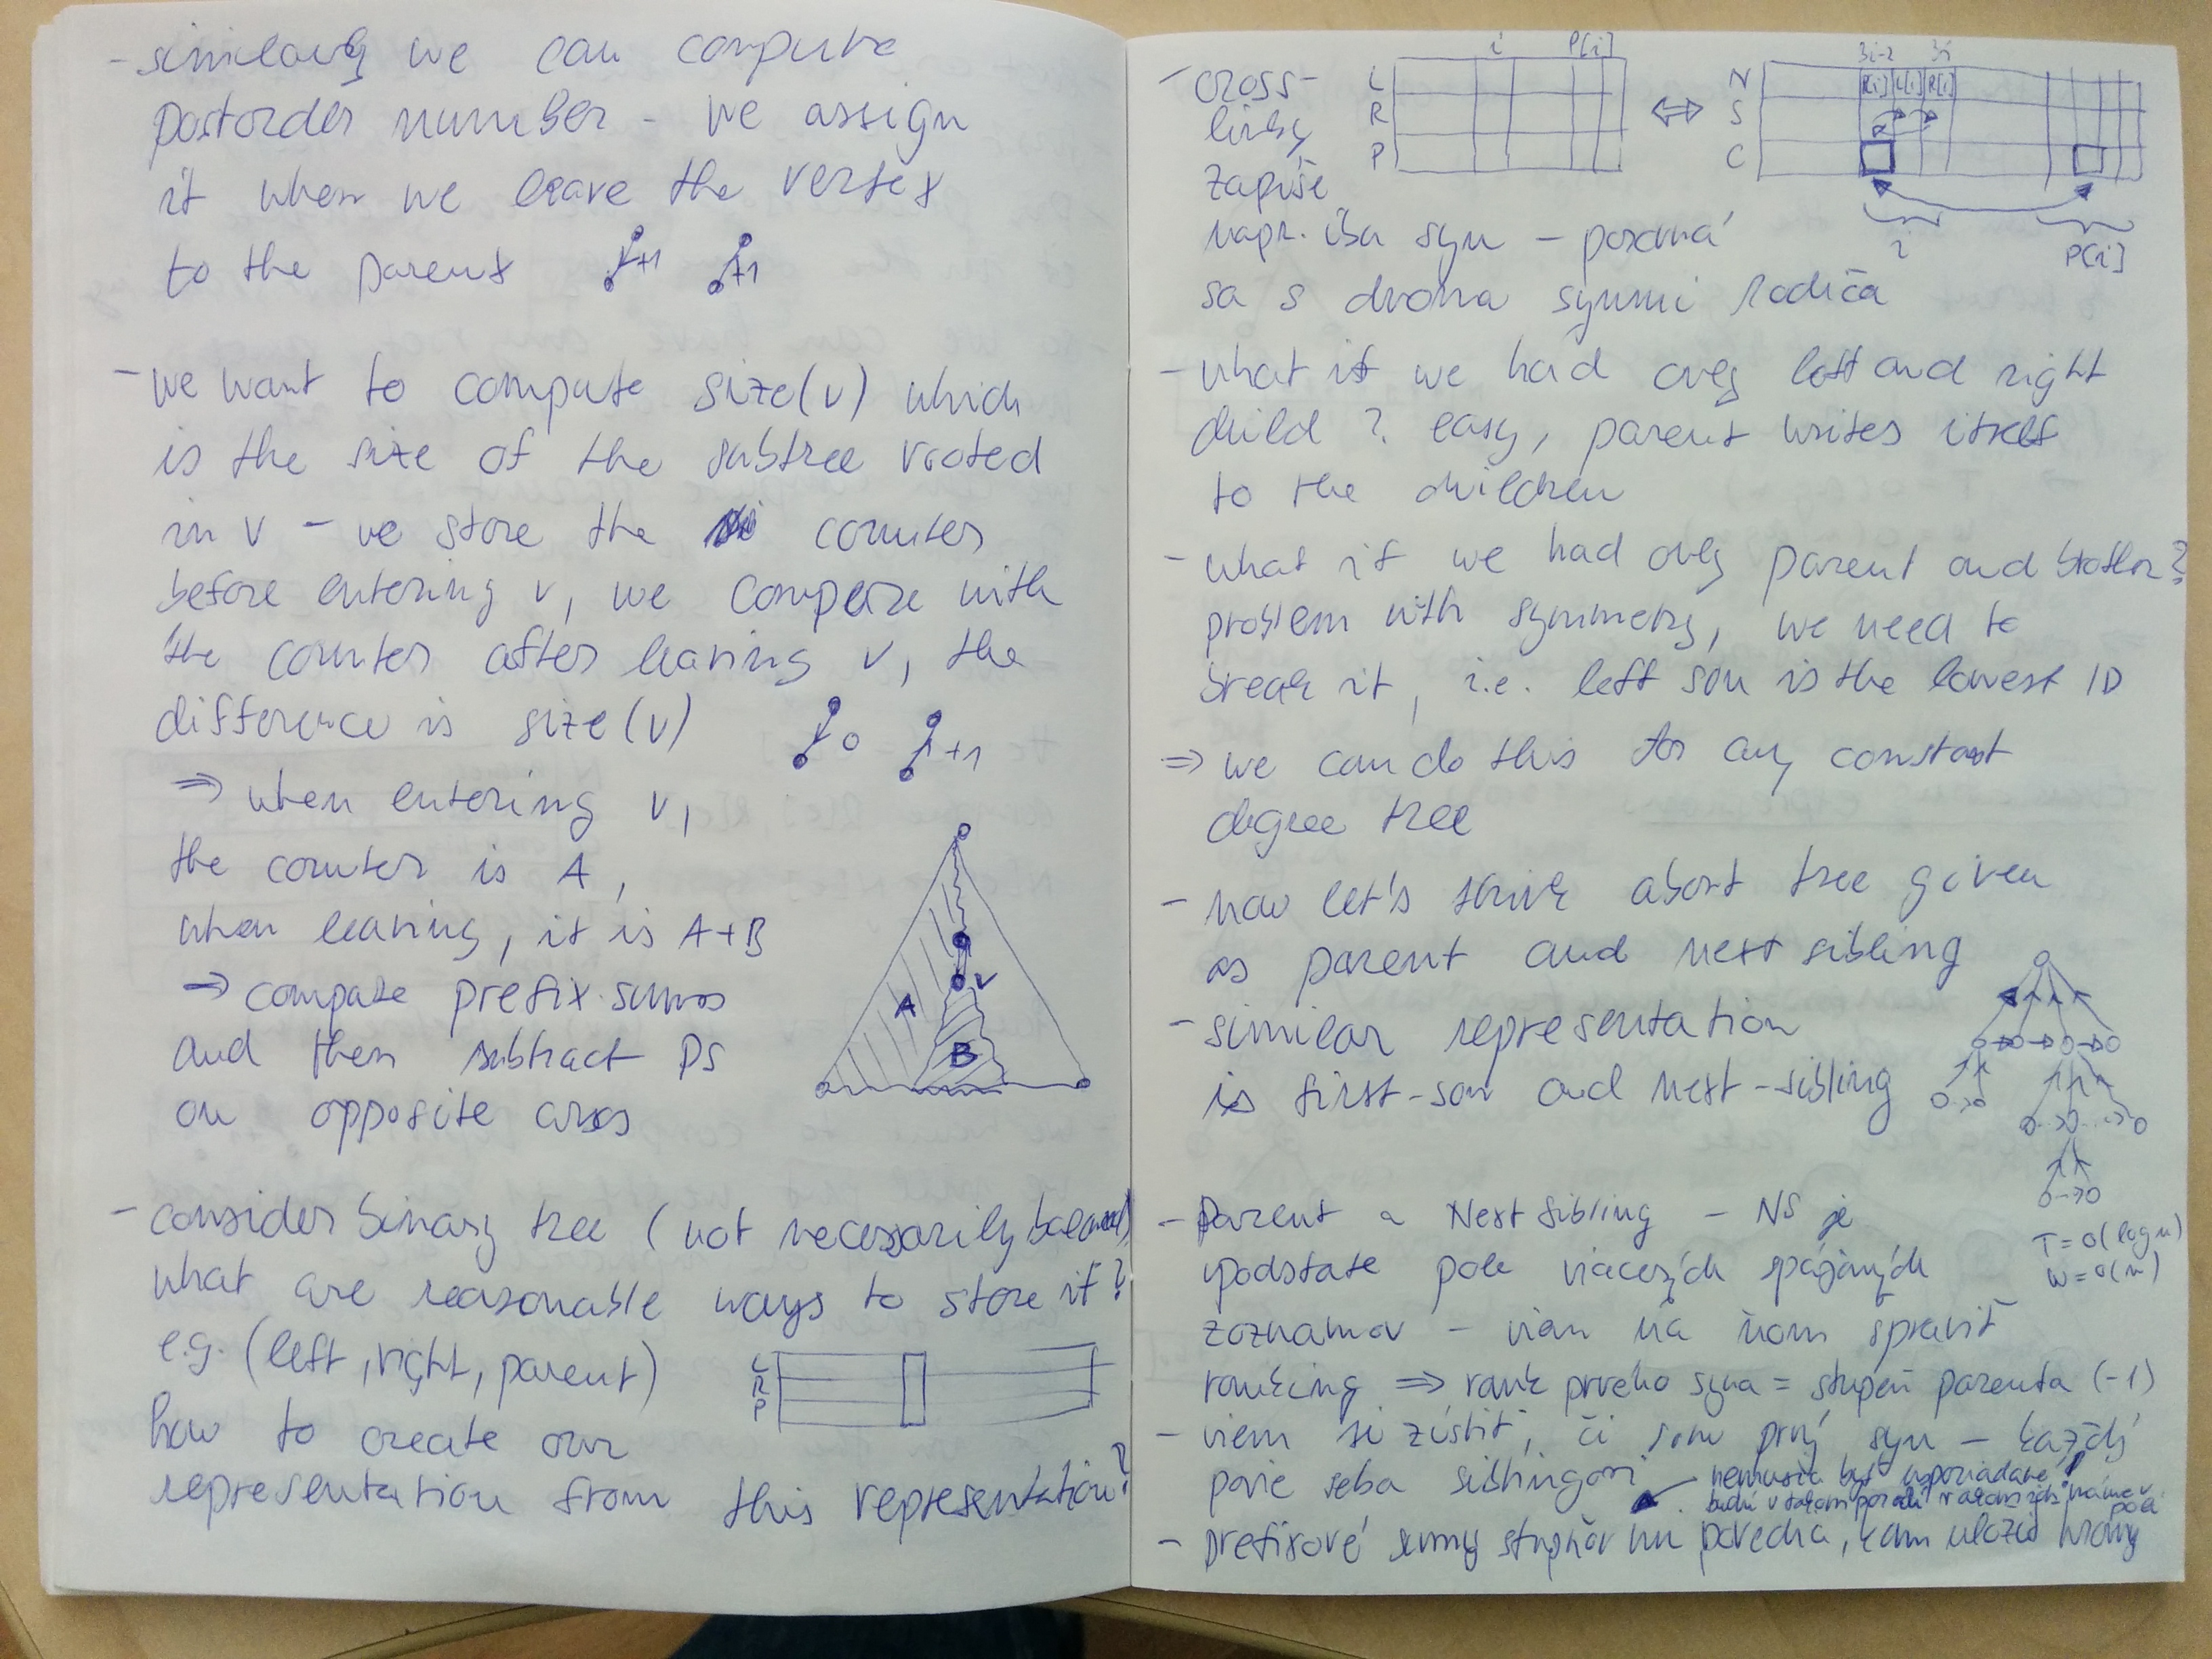 - similarly we can compute
postorder number - we assign
it when we leave the vertex
to the parent +1 +1
- we want to compute size(v) which
is the size of the subtree rooted
in v - we store the counter
before entering v, we compare with
the counter after leaving v, the
difference is size(v) 0 +1
⇒ when entering v,
the counter is A,
when leaving, it is A+B
→ compute prefix sums
and then subtract PS
on opposite arcs
A
B
v
- consider binary tree (not necessarily balanced)
what are reasonable ways to store it?
e.g. (left, right, parent)
L
R
P
how to create our
representation from this representation?
- cross-
linky
zapíše
napr. iba syn - pozerá
sa s dvoma synmi rodiča
i P[i]
L
R
P
⇔
3i-2 3i
N
S
C
L[i] R[i]
i P[i]
- what if we had only left and right
child? easy, parent writes itself
to the children
- what if we had only parent and brother?
problem with symmetry, we need to
break it, i.e. left son is the lowest ID
⇒ we can do this for any constant
degree tree
- now let's think about tree given
as parent and next sibling
- similar representation
is first-son and next-sibling
- Parent a Next sibling - NS je
vpodstate pole viacerých spájaných
zoznamov - viem na ňom spraviť
ranking ⇒ rank prvého syna = stupeň parenta (-1)
T=O(log n)
W=O(n)
- viem si zistiť, či som prvý syn - každý
povie seba siblingovi
nemusia byť usporiadané!
budú v takom poradí v akom ich máme v
poli
- prefixové sumy stupňov mi povedia, kam uložiť hrany